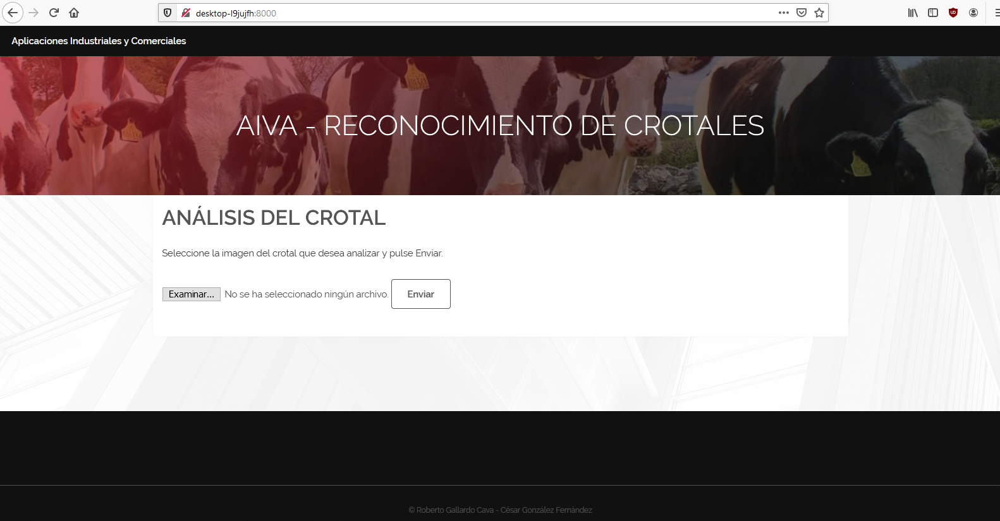 desktop-l9jujfh:8000
Aplicaciones Industriales y Comerciales
AIVA - RECONOCIMIENTO DE CROTALES
ANÁLISIS DEL CROTAL
Seleccione la imagen del crotal que desea analizar y pulse Enviar.
Examinar... No se ha seleccionado ningún archivo. Enviar
© Roberto Gallardo Cava - César González Fernández